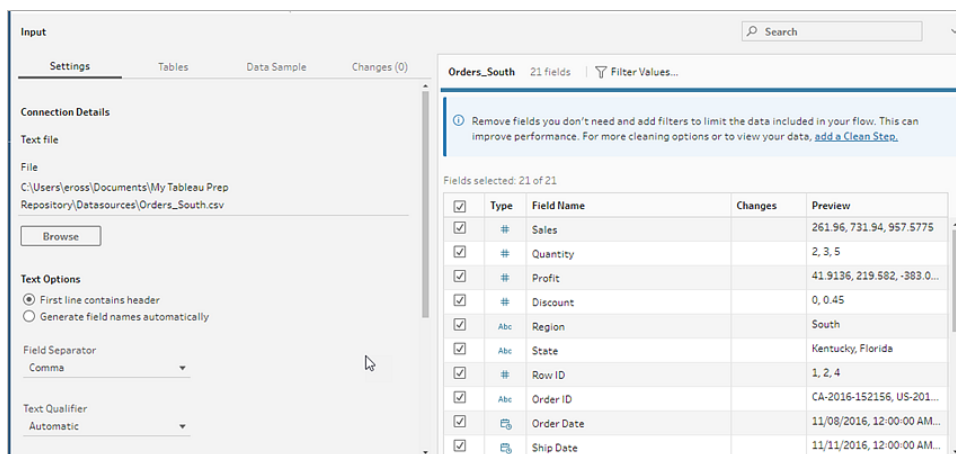 Input
Search
Settings Tables Data Sample Changes (0)
Connection Details
Text file
File
C:\Users\eross\Documents\My Tableau Prep
Repository\Datasources\Orders_South.csv
Browse
Text Options
First line contains header
Generate field names automatically
Field Separator
Comma
Text Qualifier
Automatic
Orders_South 21 fields Filter Values...
Remove fields you don't need and add filters to limit the data included in your flow. This can
improve performance. For more cleaning options or to view your data, add a Clean Step.
Fields selected: 21 of 21
Type Field Name Changes Preview
# Sales 261.96, 731.94, 957.5775
# Quantity 2, 3, 5
# Profit 41.9136, 219.582, -383.0...
# Discount 0, 0.45
Abc Region South
Abc State Kentucky, Florida
# Row ID 1, 2, 4
Abc Order ID CA-2016-152156, US-201...
Order Date 11/08/2016, 12:00:00 AM...
Ship Date 11/11/2016, 12:00:00 AM...